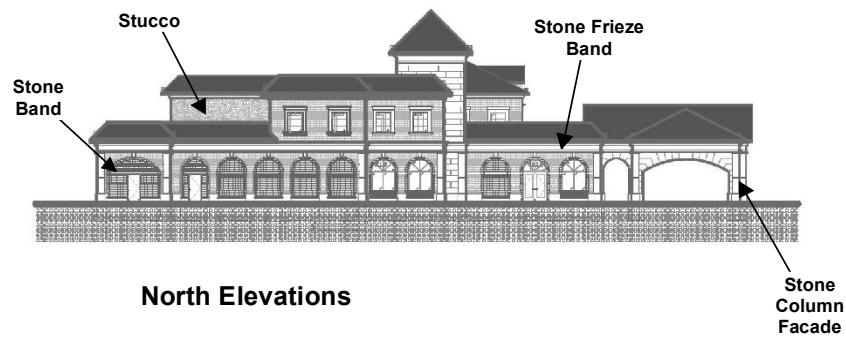 Stucco
Stone Frieze
Band
Stone
Band
North Elevations
Stone
Column
Facade